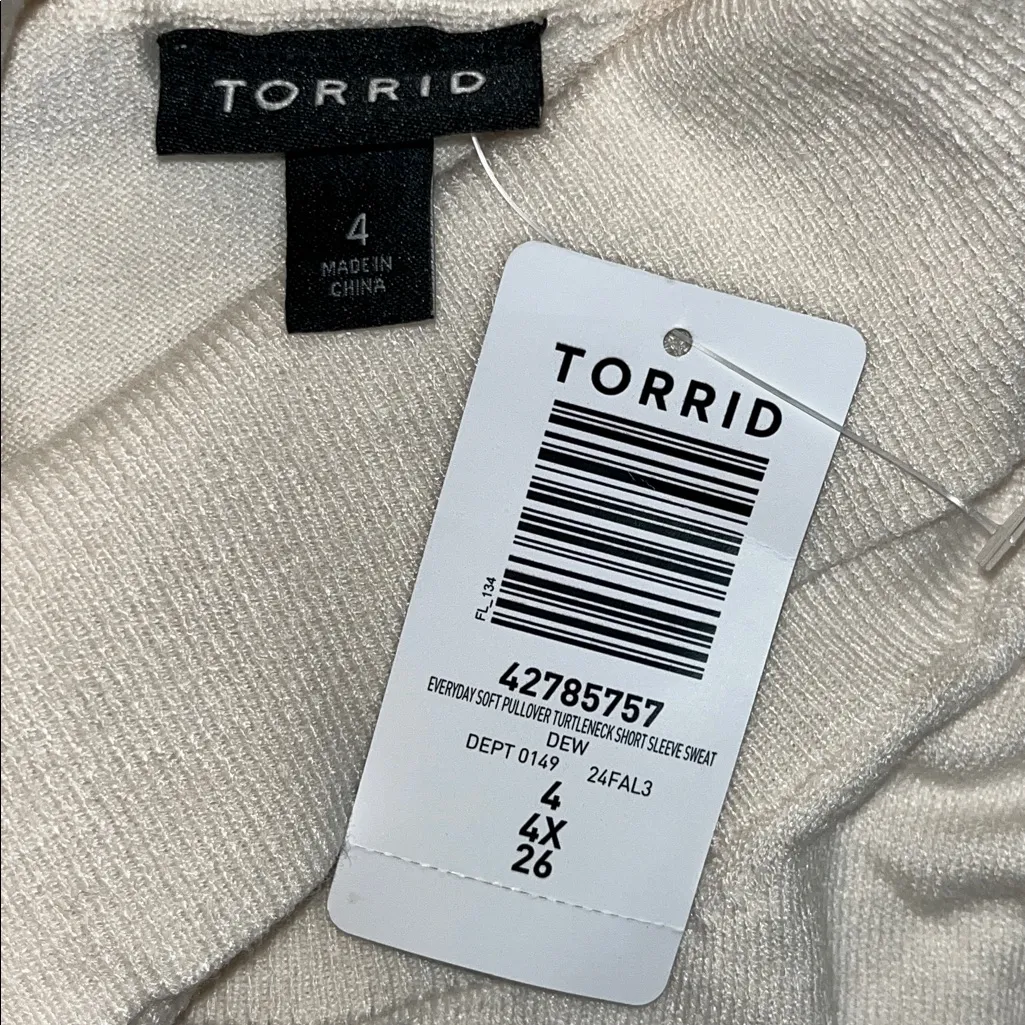 TORRID
4
MADE IN
CHINA
TORRID
FL_134
42785757
EVERYDAY SOFT PULLOVER TURTLENECK SHORT SLEEVE SWEAT
DEW
DEPT 0149 24FAL3
4
4X
26